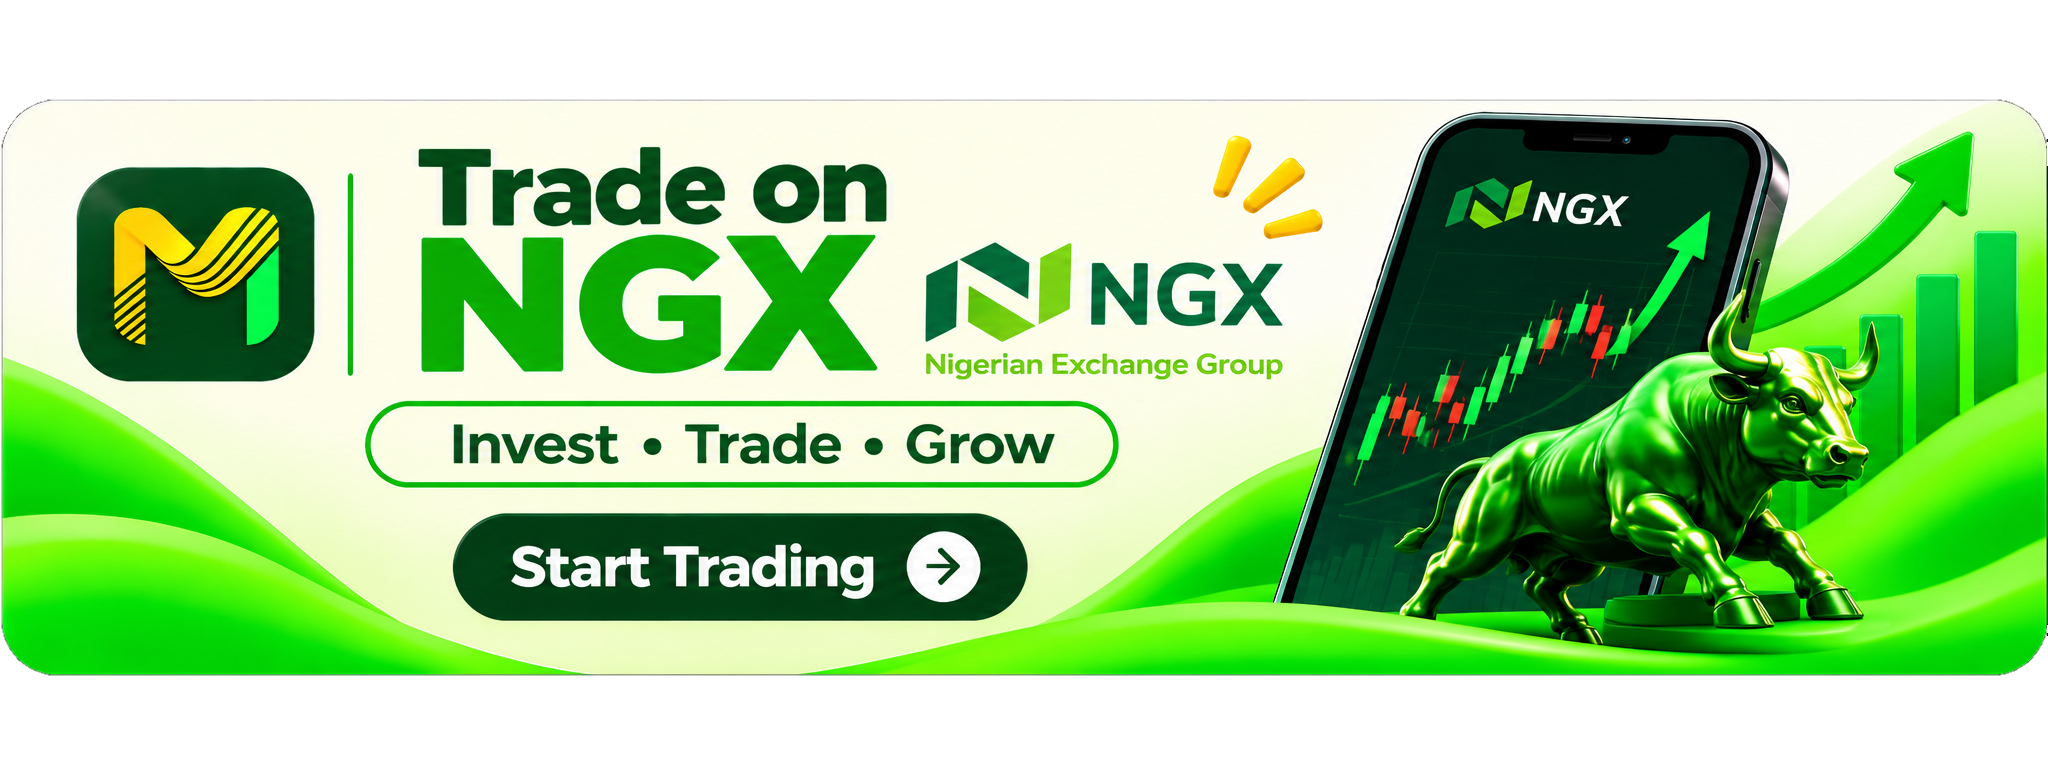 M
Trade on
NGX
NGX
Nigerian Exchange Group
Invest • Trade • Grow
Start Trading
NGX